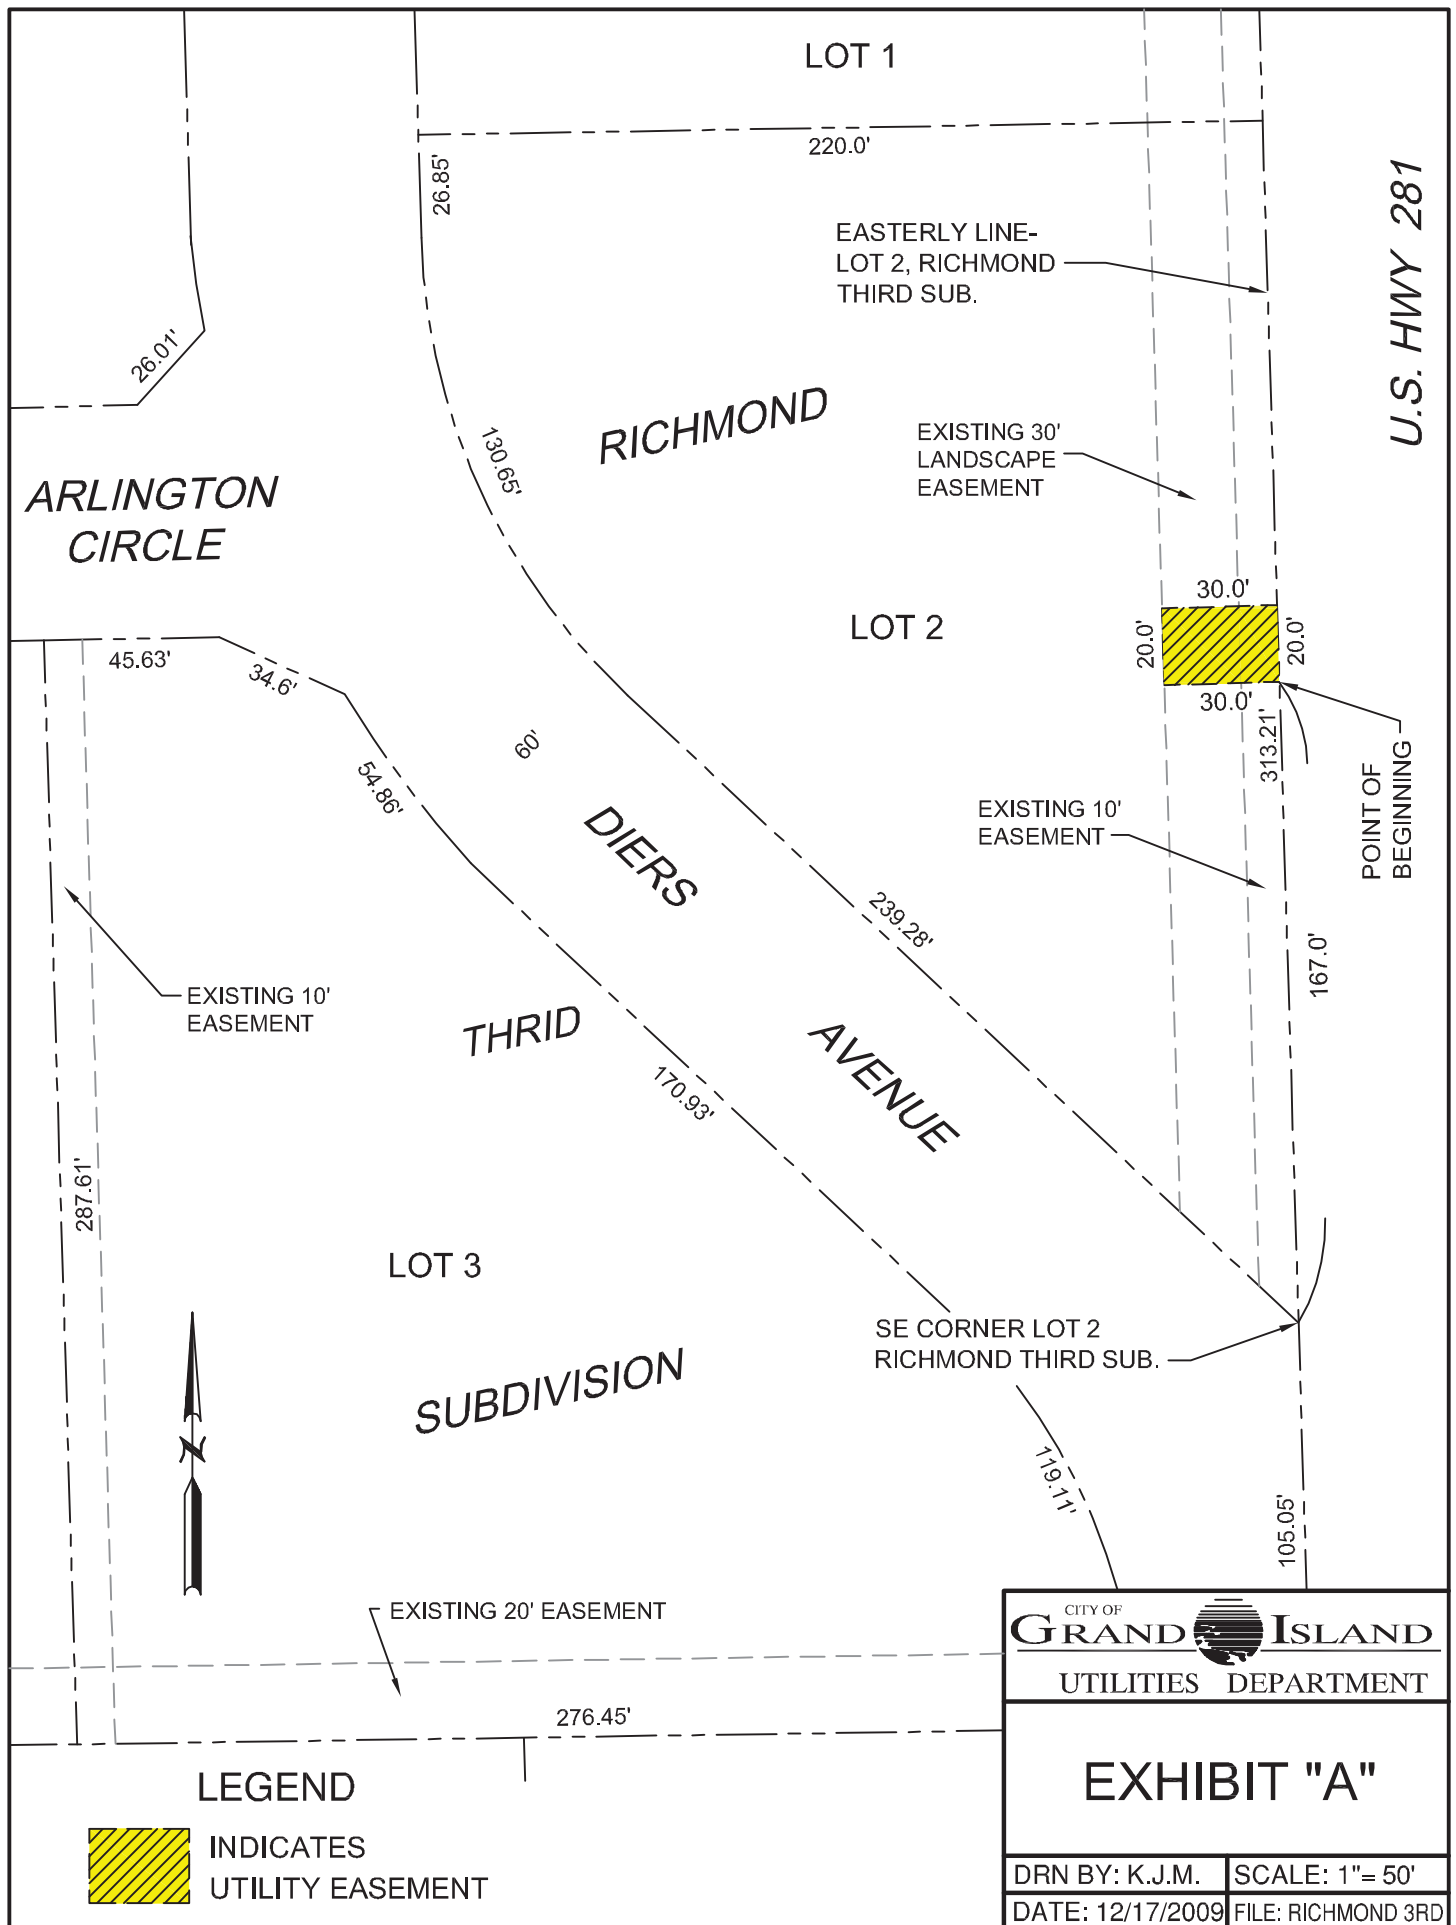 LOT 1
220.0'
26.85'
U.S. HWY 281
EASTERLY LINE-
LOT 2, RICHMOND
THIRD SUB.
26.01'
RICHMOND
130.65'
EXISTING 30'
LANDSCAPE
EASEMENT
ARLINGTON
CIRCLE
30.0'
LOT 2
20.0'
20.0'
45.63'
34.6'
30.0'
313.21'
60'
54.86'
POINT OF
BEGINNING
DIERS
EXISTING 10'
EASEMENT
239.28'
167.0'
EXISTING 10'
EASEMENT
THRID
AVENUE
170.93'
287.61'
LOT 3
SE CORNER LOT 2
RICHMOND THIRD SUB.
SUBDIVISION
N
119.11'
105.05'
EXISTING 20' EASEMENT
276.45'
CITY OF
GRAND ISLAND
UTILITIES DEPARTMENT
EXHIBIT "A"
LEGEND
INDICATES
UTILITY EASEMENT
DRN BY: K.J.M.
SCALE: 1"= 50'
DATE: 12/17/2009
FILE: RICHMOND 3RD